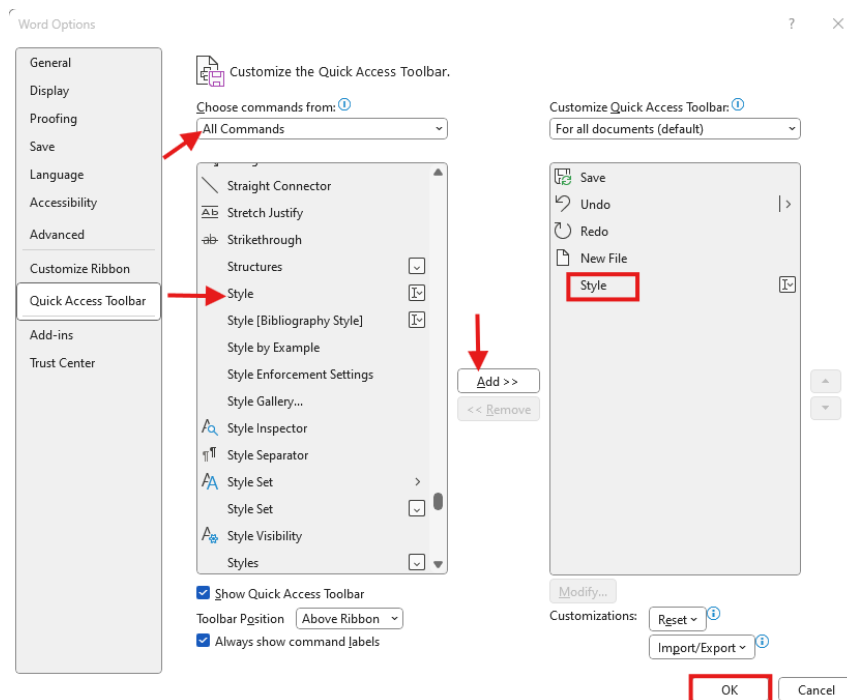 Word Options
?
General
Display
Proofing
Save
Language
Accessibility
Advanced
Customize Ribbon
Quick Access Toolbar
Add-ins
Trust Center
Customize the Quick Access Toolbar.
Choose commands from:
All Commands
Straight Connector
Stretch Justify
Strikethrough
Structures
Style
Style [Bibliography Style]
Style by Example
Style Enforcement Settings
Style Gallery...
Style Inspector
Style Separator
Style Set
Style Set
Style Visibility
Styles
Show Quick Access Toolbar
Toolbar Position Above Ribbon
Always show command labels
Add >>
<< Remove
Customize Quick Access Toolbar:
For all documents (default)
Save
Undo
Redo
New File
Style
Modify...
Customizations: Reset
Import/Export
OK Cancel